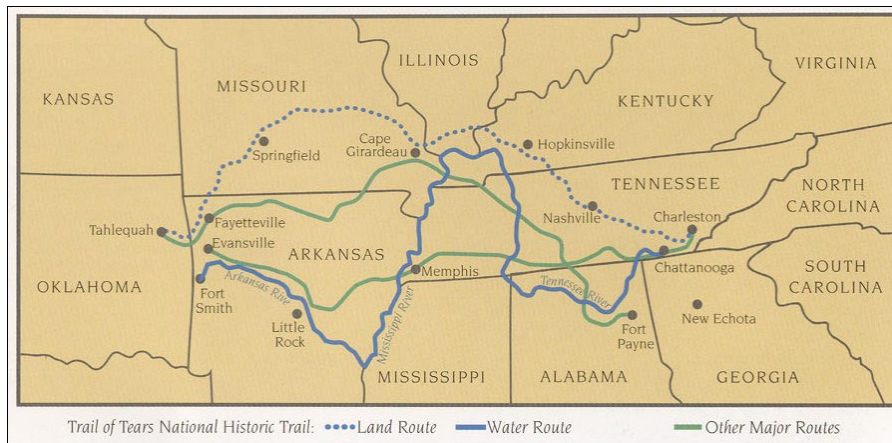 ILLINOIS
VIRGINIA
KANSAS
MISSOURI
KENTUCKY
Cape
Girardeau
Hopkinsville
Springfield
TENNESSEE
NORTH
CAROLINA
Nashville
Charleston
Tahlequah
Fayetteville
Evansville
ARKANSAS
Chattanooga
Memphis
SOUTH
CAROLINA
OKLAHOMA
Fort
Smith
Arkansas Rive
Mississippi River
Tennessee River
Little
Rock
New Echota
Fort
Payne
MISSISSIPPI
ALABAMA
GEORGIA
Trail of Tears National Historic Trail: Land Route Water Route Other Major Routes